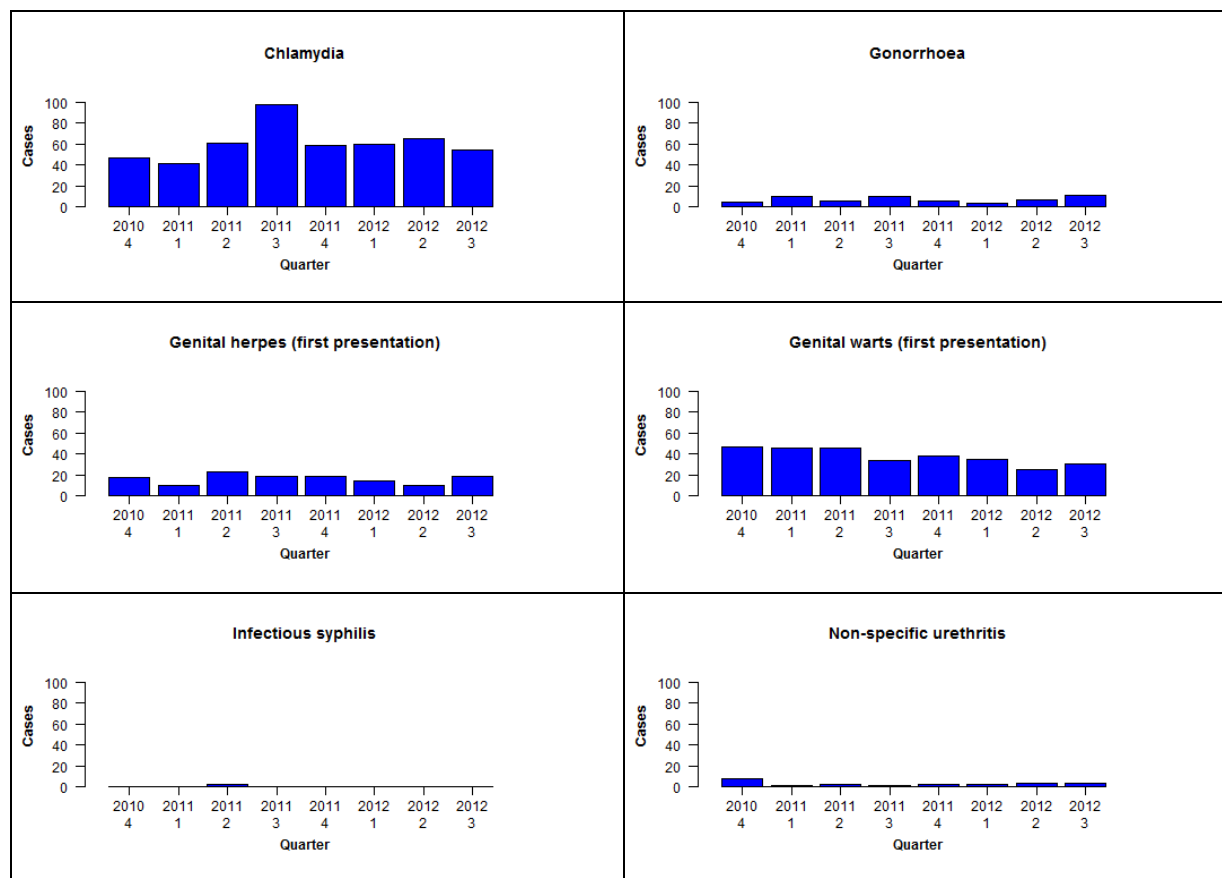 Chlamydia
Cases
100
80
60
40
20
0
2010 2011 2011 2011 2011 2012 2012 2012
4 1 2 3 4 1 2 3
Quarter
Gonorrhoea
Cases
100
80
60
40
20
0
2010 2011 2011 2011 2011 2012 2012 2012
4 1 2 3 4 1 2 3
Quarter
Genital herpes (first presentation)
Cases
100
80
60
40
20
0
2010 2011 2011 2011 2011 2012 2012 2012
4 1 2 3 4 1 2 3
Quarter
Genital warts (first presentation)
Cases
100
80
60
40
20
0
2010 2011 2011 2011 2011 2012 2012 2012
4 1 2 3 4 1 2 3
Quarter
Infectious syphilis
Cases
100
80
60
40
20
0
2010 2011 2011 2011 2011 2012 2012 2012
4 1 2 3 4 1 2 3
Quarter
Non-specific urethritis
Cases
100
80
60
40
20
0
2010 2011 2011 2011 2011 2012 2012 2012
4 1 2 3 4 1 2 3
Quarter